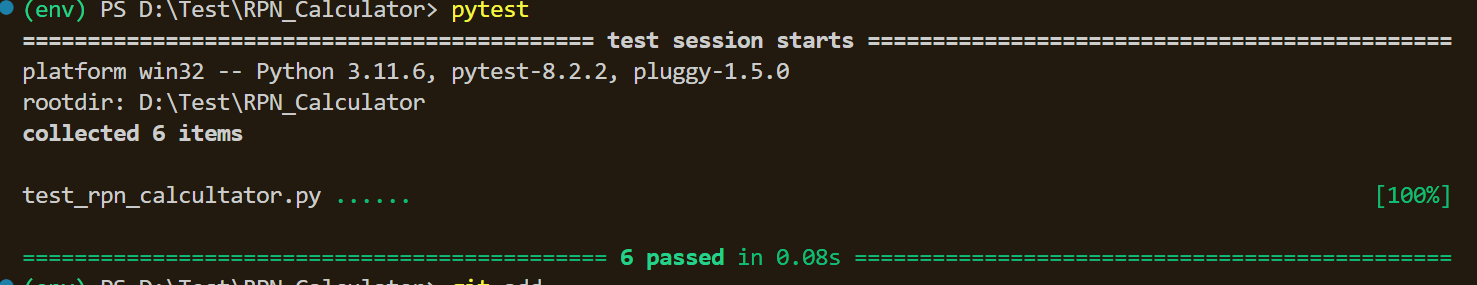 (env) PS D:\Test\RPN_Calculator> pytest
============================================ test session starts =============================================
platform win32 -- Python 3.11.6, pytest-8.2.2, pluggy-1.5.0
rootdir: D:\Test\RPN_Calculator
collected 6 items
test_rpn_calcultator.py ...... [100%]
============================================= 6 passed in 0.08s ==============================================
(env) PS D:\Test\RPN_Calculator> git add